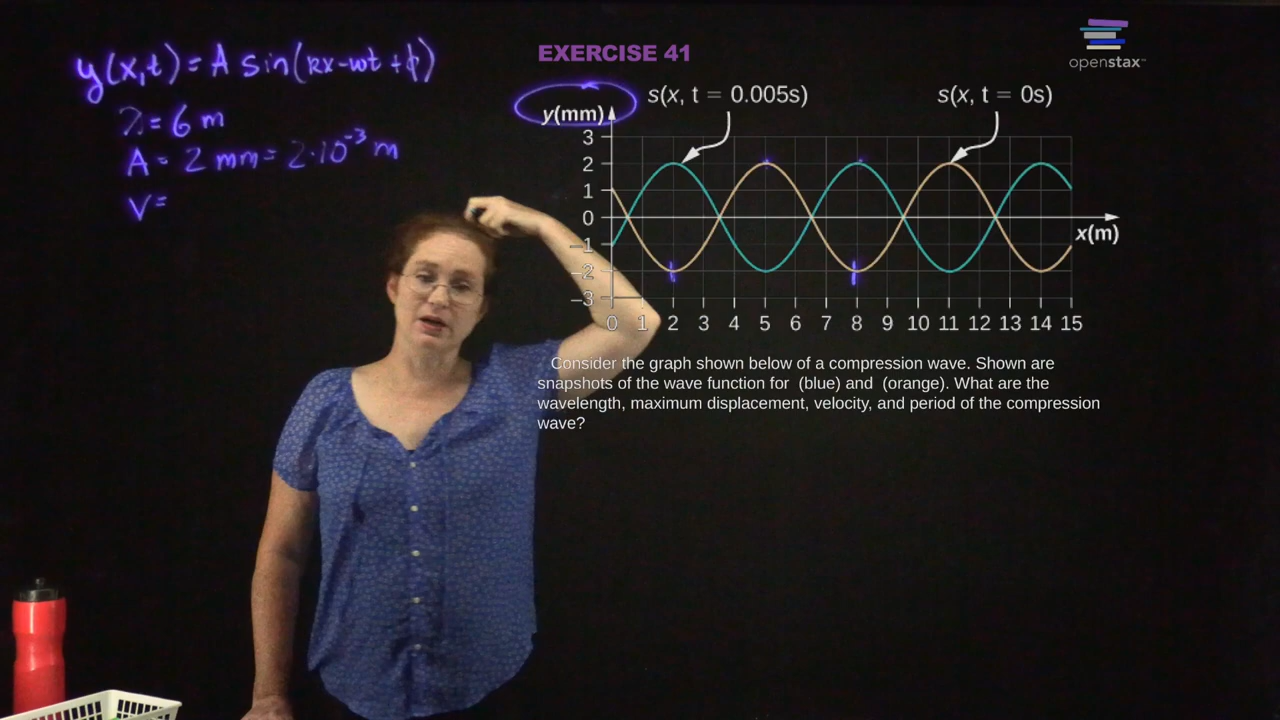 y(x,t) = A sin(kx-ωt+ϕ)
λ = 6 m
A = 2 mm = 2·10⁻³ m
v =
EXERCISE 41
openstax™
y(mm)
s(x, t = 0.005s)
s(x, t = 0s)
3
2
1
0
–1
–2
–3
x(m)
0 1 2 3 4 5 6 7 8 9 10 11 12 13 14 15
Consider the graph shown below of a compression wave. Shown are
snapshots of the wave function for (blue) and (orange). What are the
wavelength, maximum displacement, velocity, and period of the compression
wave?